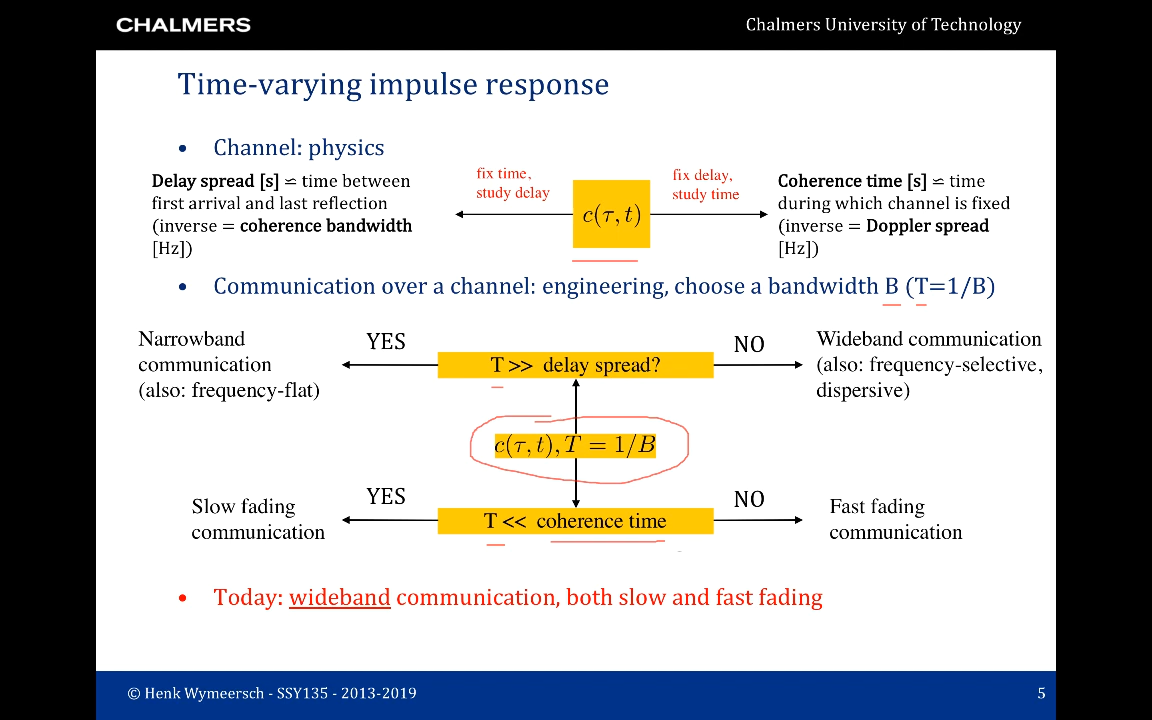 CHALMERS
Chalmers University of Technology
Time-varying impulse response
• Channel: physics
Delay spread [s] ≃ time between
first arrival and last reflection
(inverse = coherence bandwidth
[Hz])
fix time,
study delay
c(τ, t)
fix delay,
study time
Coherence time [s] ≃ time
during which channel is fixed
(inverse = Doppler spread
[Hz])
• Communication over a channel: engineering, choose a bandwidth B (T=1/B)
Narrowband
communication
(also: frequency-flat)
YES
T >> delay spread?
NO
Wideband communication
(also: frequency-selective,
dispersive)
c(τ, t), T = 1/B
Slow fading
communication
YES
T << coherence time
NO
Fast fading
communication
• Today: wideband communication, both slow and fast fading
© Henk Wymeersch - SSY135 - 2013-2019
5